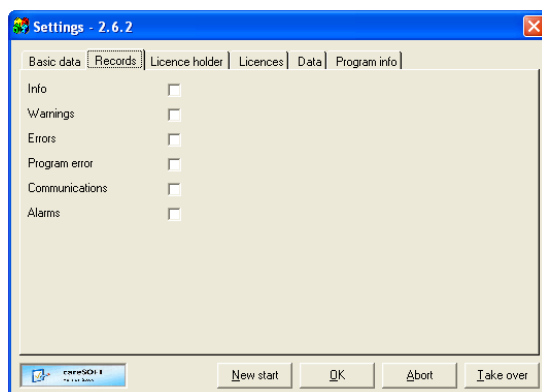 Settings - 2.6.2
Basic data Records Licence holder Licences Data Program info
Info
Warnings
Errors
Program error
Communications
Alarms
New start OK Abort Take over